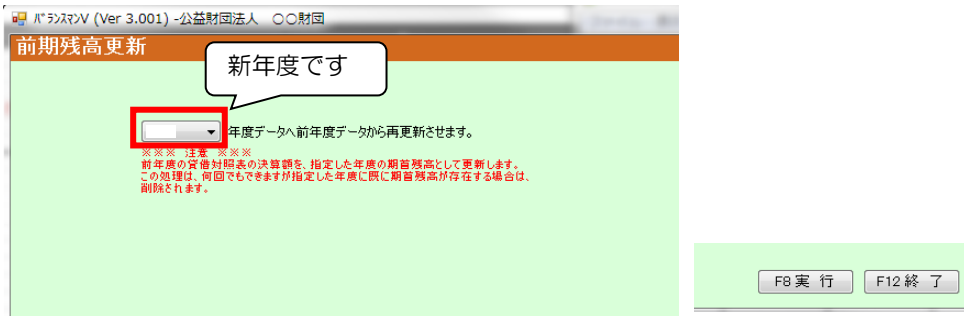 ﾊﾞﾗﾝｽﾏﾝV (Ver 3.001) -公益財団法人　〇〇財団
前期残高更新
新年度です
年度データへ前年度データから再更新させます。
※※※ 注意 ※※※
前年度の貸借対照表の決算額を、指定した年度の期首残高として更新します。
この処理は、何回でもできますが指定した年度に既に期首残高が存在する場合は、
削除されます。
F8 実 行 F12 終 了